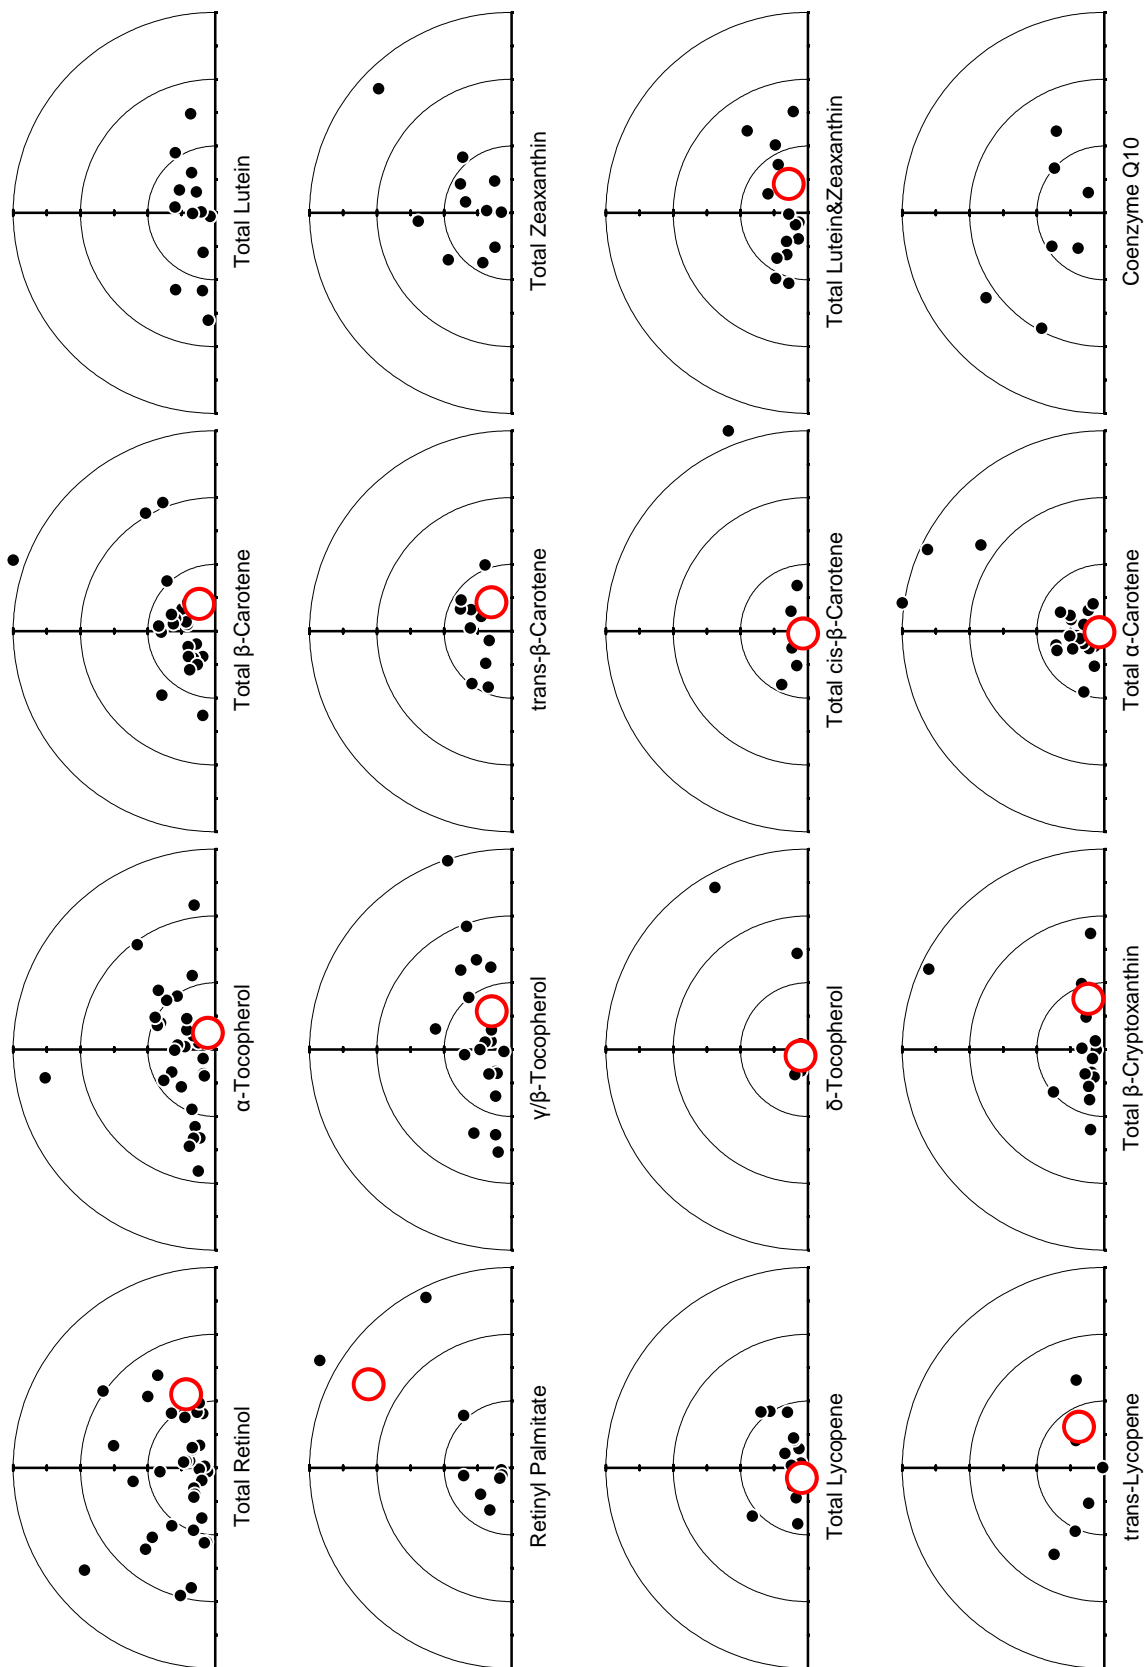 Total Retinol
α-Tocopherol
Total β-Carotene
Total Lutein
Retinyl Palmitate
γ/β-Tocopherol
trans-β-Carotene
Total Zeaxanthin
Total Lycopene
δ-Tocopherol
Total cis-β-Carotene
Total Lutein&Zeaxanthin
trans-Lycopene
Total β-Cryptoxanthin
Total α-Carotene
Coenzyme Q10